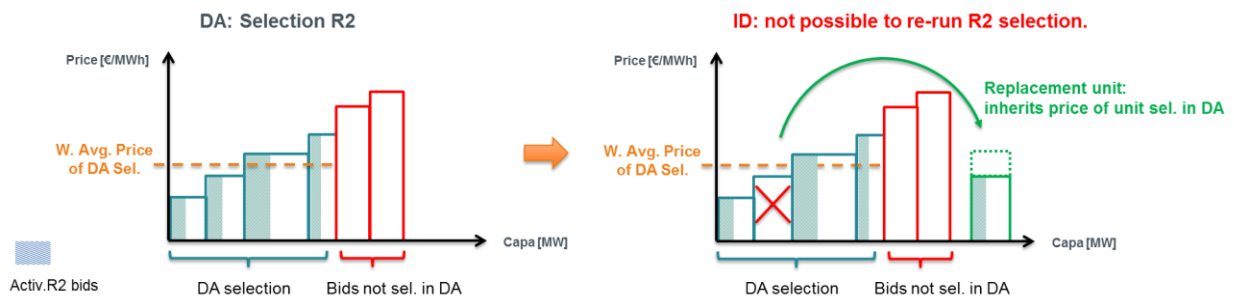 DA: Selection R2
Price [€/MWh]
W. Avg. Price
of DA Sel.
Capa [MW]
Activ.R2 bids
DA selection
Bids not sel. in DA
ID: not possible to re-run R2 selection.
Price [€/MWh]
Replacement unit:
inherits price of unit sel. in DA
W. Avg. Price
of DA Sel.
Capa [MW]
DA selection
Bids not sel. in DA